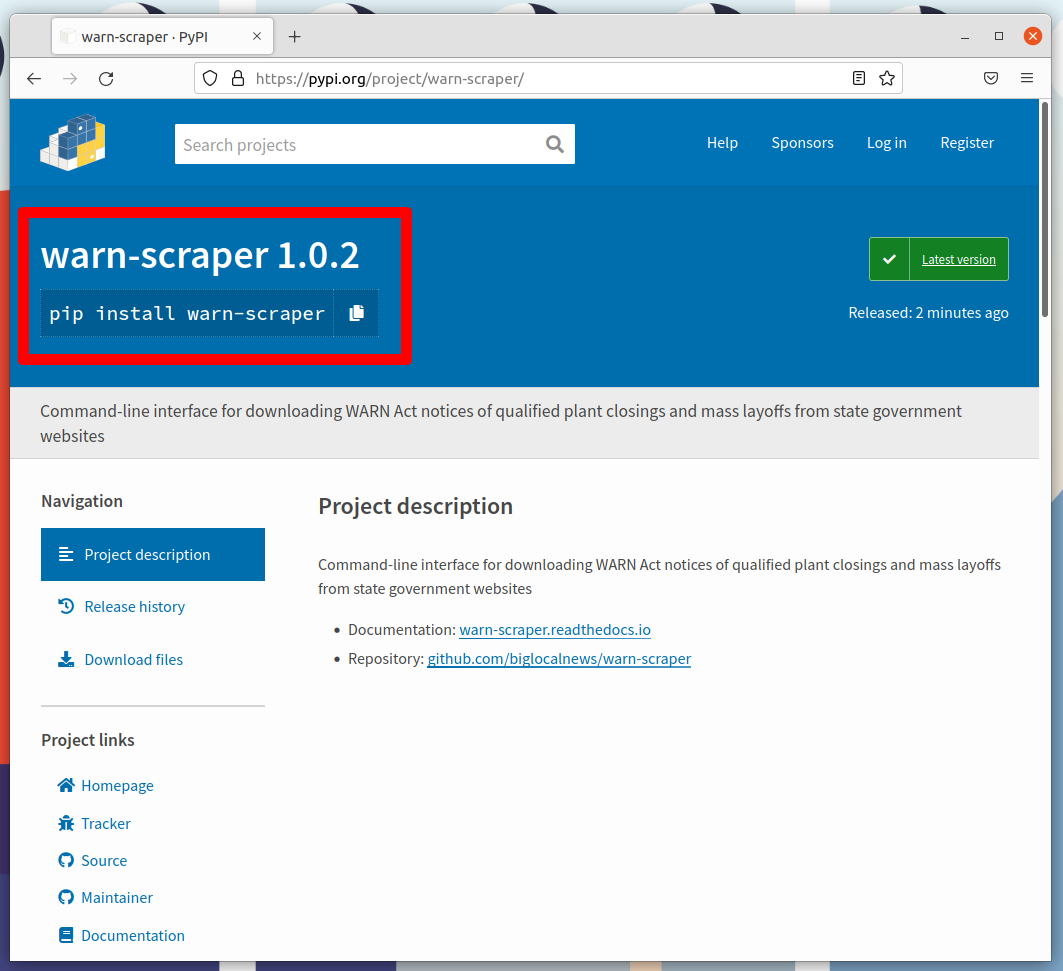 warn-scraper · PyPI
https://pypi.org/project/warn-scraper/
Search projects
Help
Sponsors
Log in
Register
warn-scraper 1.0.2
pip install warn-scraper
Latest version
Released: 2 minutes ago
Command-line interface for downloading WARN Act notices of qualified plant closings and mass layoffs from state government
websites
Navigation
Project description
Release history
Download files
Project links
Homepage
Tracker
Source
Maintainer
Documentation
Project description
Command-line interface for downloading WARN Act notices of qualified plant closings and mass layoffs
from state government websites
• Documentation: warn-scraper.readthedocs.io
• Repository: github.com/biglocalnews/warn-scraper